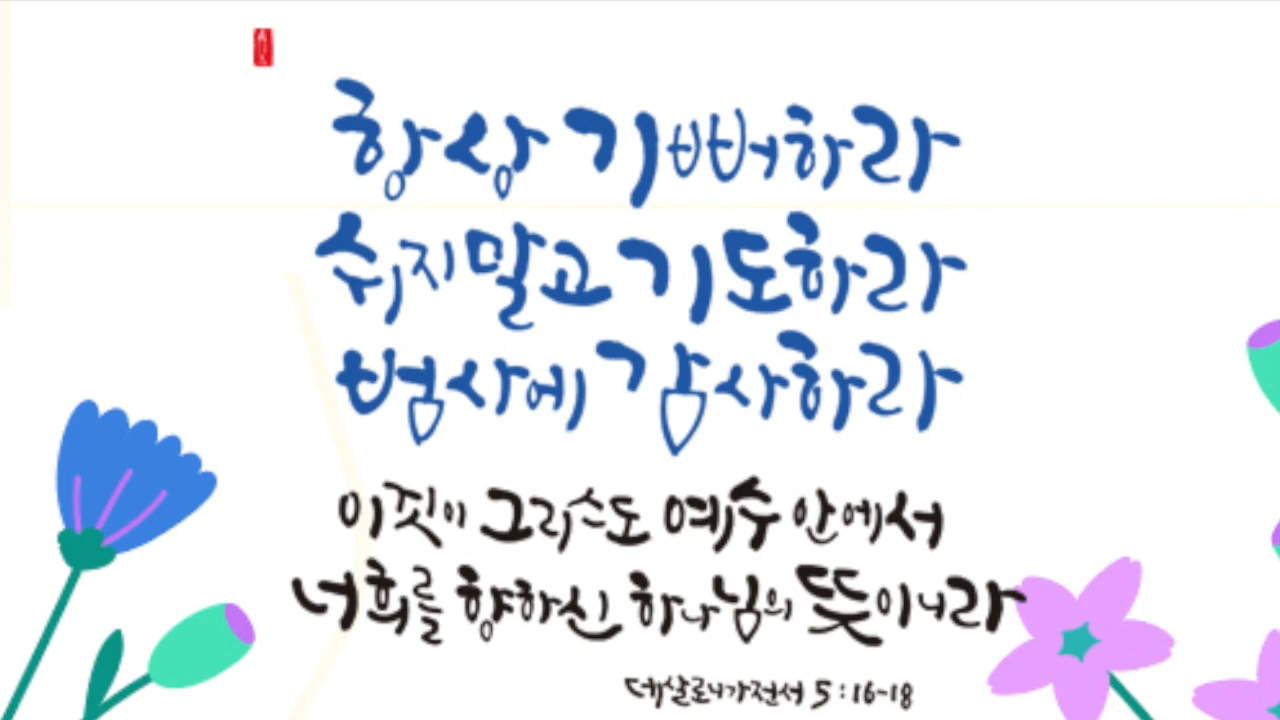 항상 기뻐하라
쉬지말고 기도하라
범사에 감사하라
이것이 그리스도 예수 안에서
너희를 향하신 하나님의 뜻이니라
데살로니가전서 5:16-18